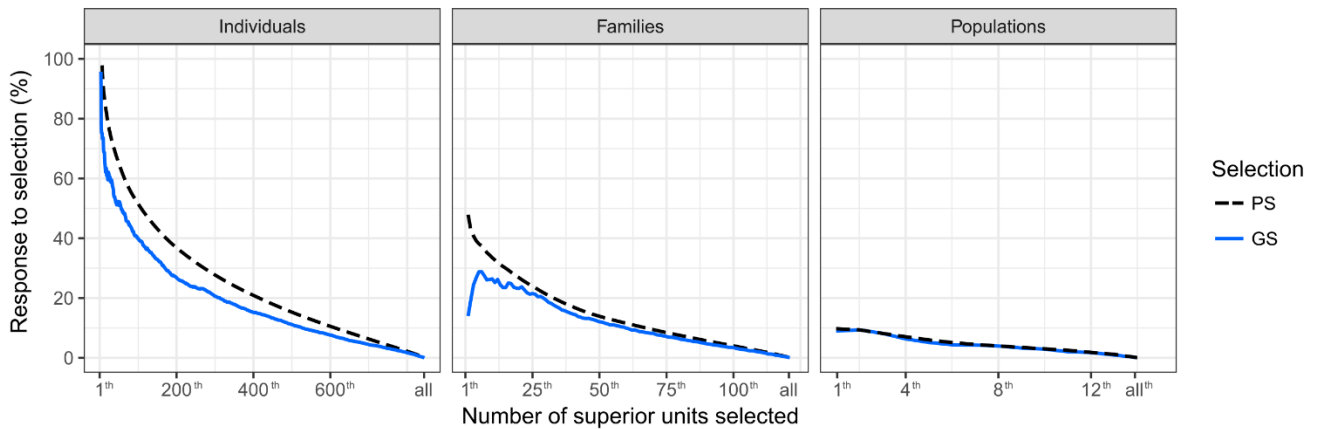 Individuals
Families
Populations
Response to selection (%)
100
80
60
40
20
0
1th 200th 400th 600th all
1th 25th 50th 75th 100th all
1th 4th 8th 12th allth
Number of superior units selected
Selection
PS
GS